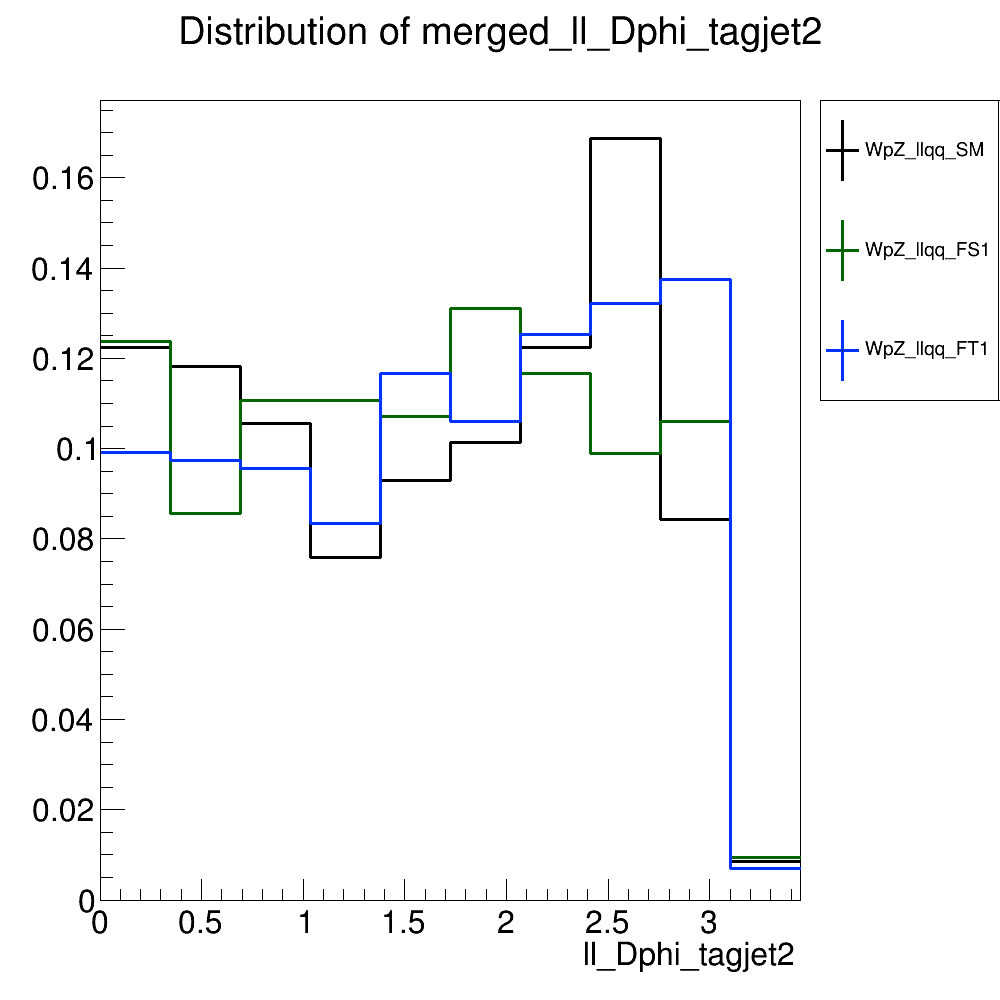 Distribution of merged_ll_Dphi_tagjet2
WpZ_llqq_SM
WpZ_llqq_FS1
WpZ_llqq_FT1
0.16
0.14
0.12
0.1
0.08
0.06
0.04
0.02
0
0 0.5 1 1.5 2 2.5 3
ll_Dphi_tagjet2